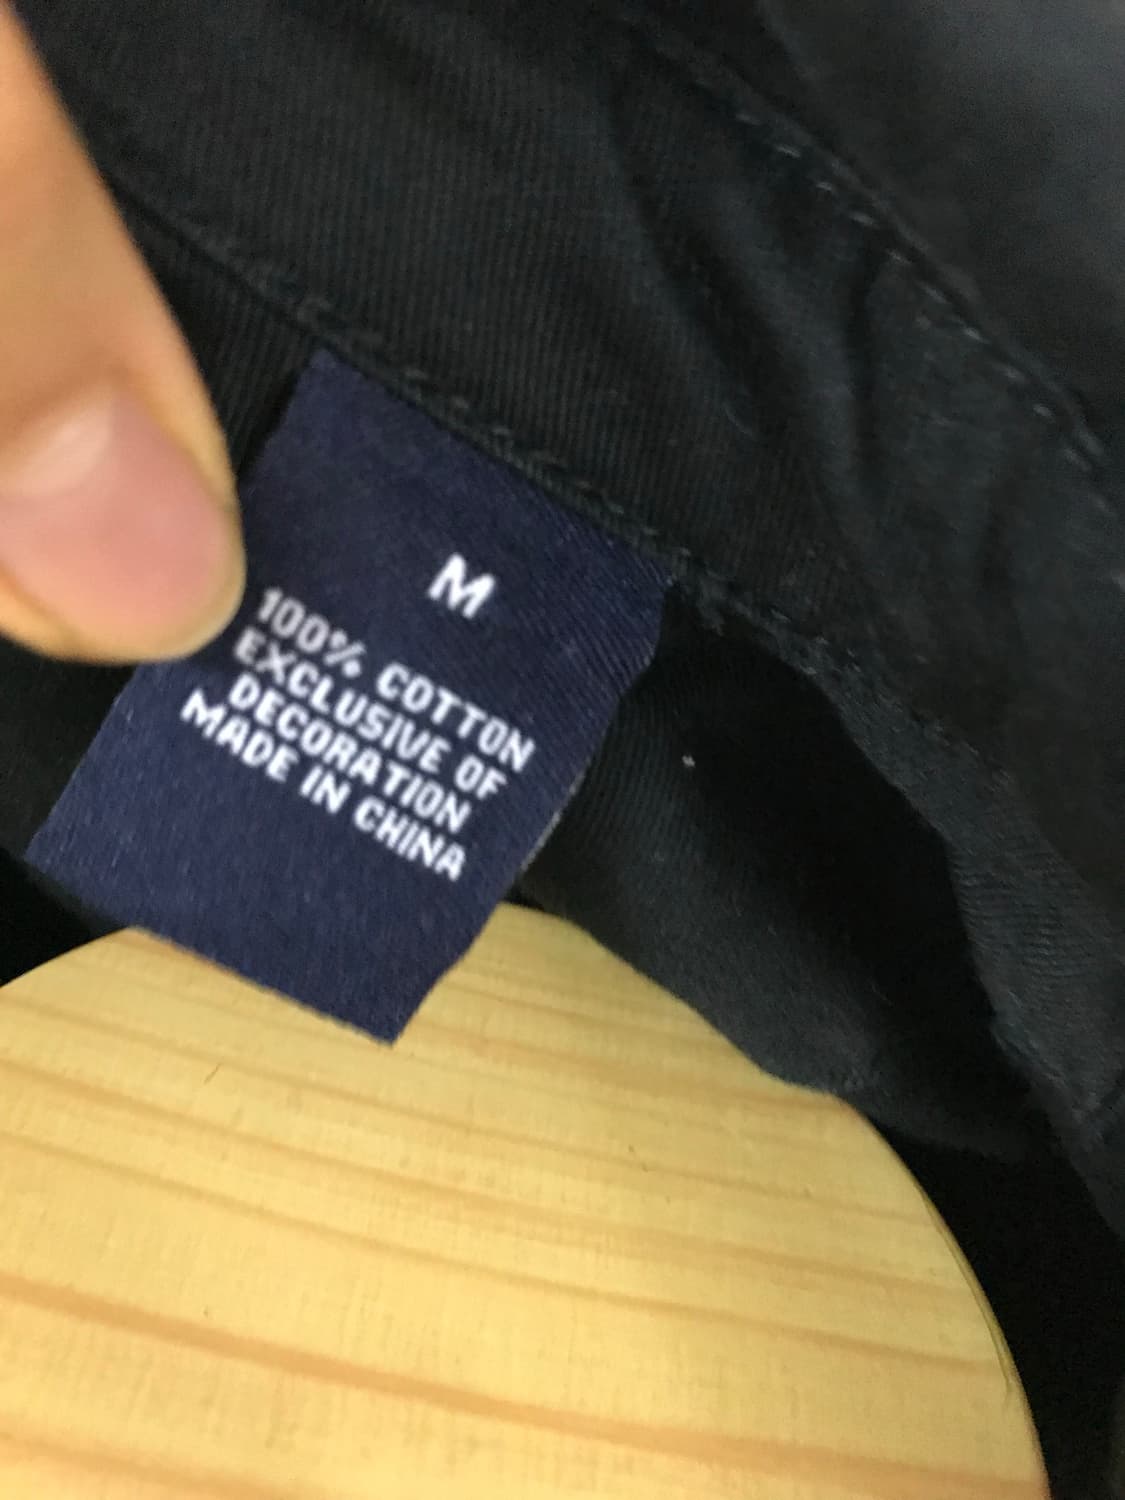 M
100% COTTON
EXCLUSIVE OF
DECORATION
MADE IN CHINA